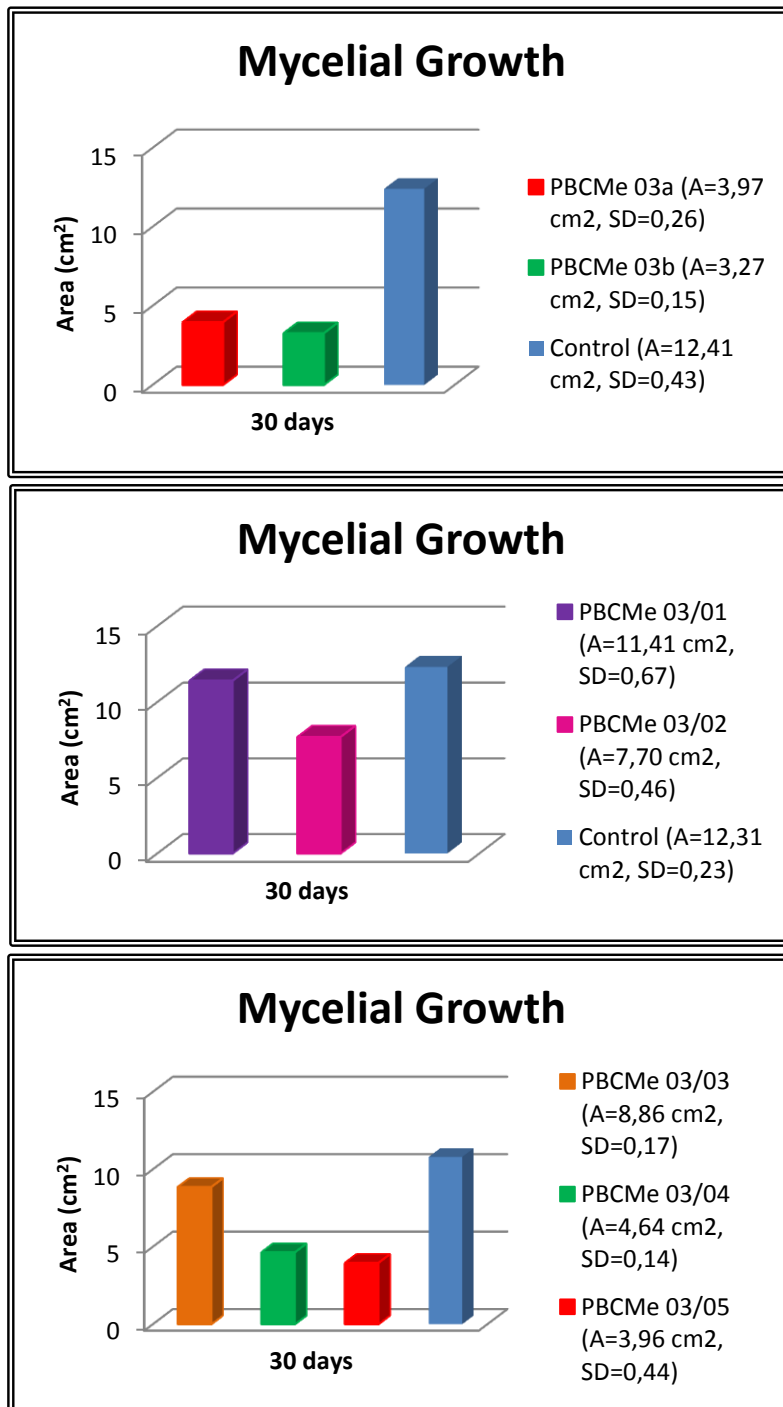 Mycelial Growth
15
10
5
0
Area (cm²)
30 days
PBCMe 03a (A=3,97
cm2, SD=0,26)
PBCMe 03b (A=3,27
cm2, SD=0,15)
Control (A=12,41
cm2, SD=0,43)
Mycelial Growth
15
10
5
0
Area (cm²)
30 days
PBCMe 03/01
(A=11,41 cm2,
SD=0,67)
PBCMe 03/02
(A=7,70 cm2,
SD=0,46)
Control (A=12,31
cm2, SD=0,23)
Mycelial Growth
15
10
5
0
Area (cm²)
30 days
PBCMe 03/03
(A=8,86 cm2,
SD=0,17)
PBCMe 03/04
(A=4,64 cm2,
SD=0,14)
PBCMe 03/05
(A=3,96 cm2,
SD=0,44)